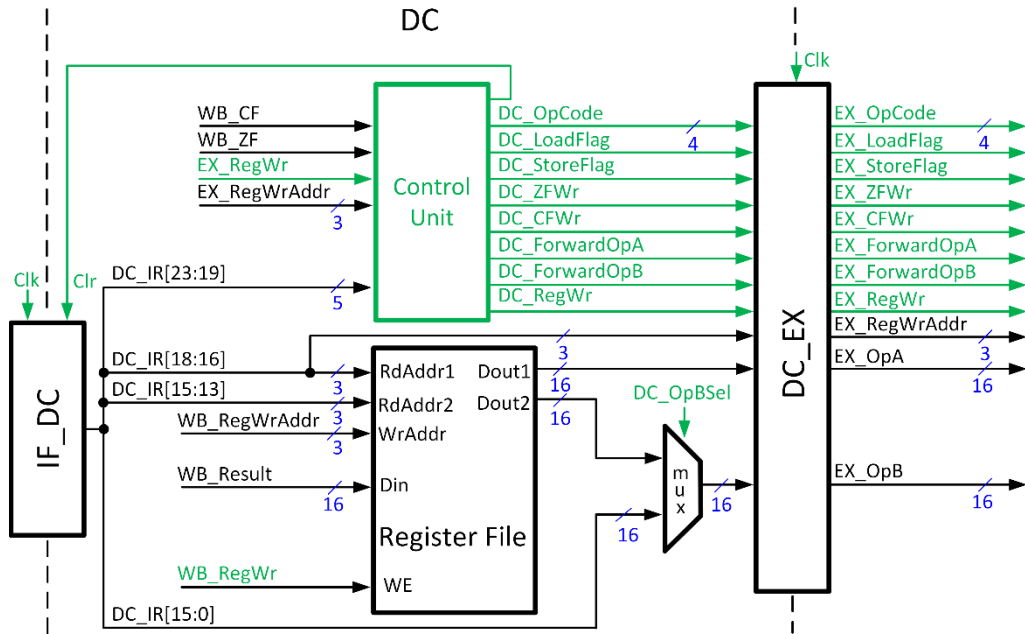 DC
Clk
WB_CF
WB_ZF
EX_RegWr
EX_RegWrAddr
3
Control
Unit
DC_OpCode
4
DC_LoadFlag
DC_StoreFlag
DC_ZFWr
DC_CFWr
DC_ForwardOpA
DC_ForwardOpB
DC_RegWr
EX_OpCode
4
EX_LoadFlag
EX_StoreFlag
EX_ZFWr
EX_CFWr
EX_ForwardOpA
EX_ForwardOpB
EX_RegWr
EX_RegWrAddr
3
EX_OpA
16
EX_OpB
16
DC_EX
Clk
Clr
IF_DC
DC_IR[23:19]
5
DC_IR[18:16]
3
3
DC_IR[15:13]
3
WB_RegWrAddr
3
WB_Result
16
WB_RegWr
DC_IR[15:0]
RdAddr1
RdAddr2
WrAddr
Din
Register File
WE
Dout1
16
Dout2
16
DC_OpBSel
mux
16
16